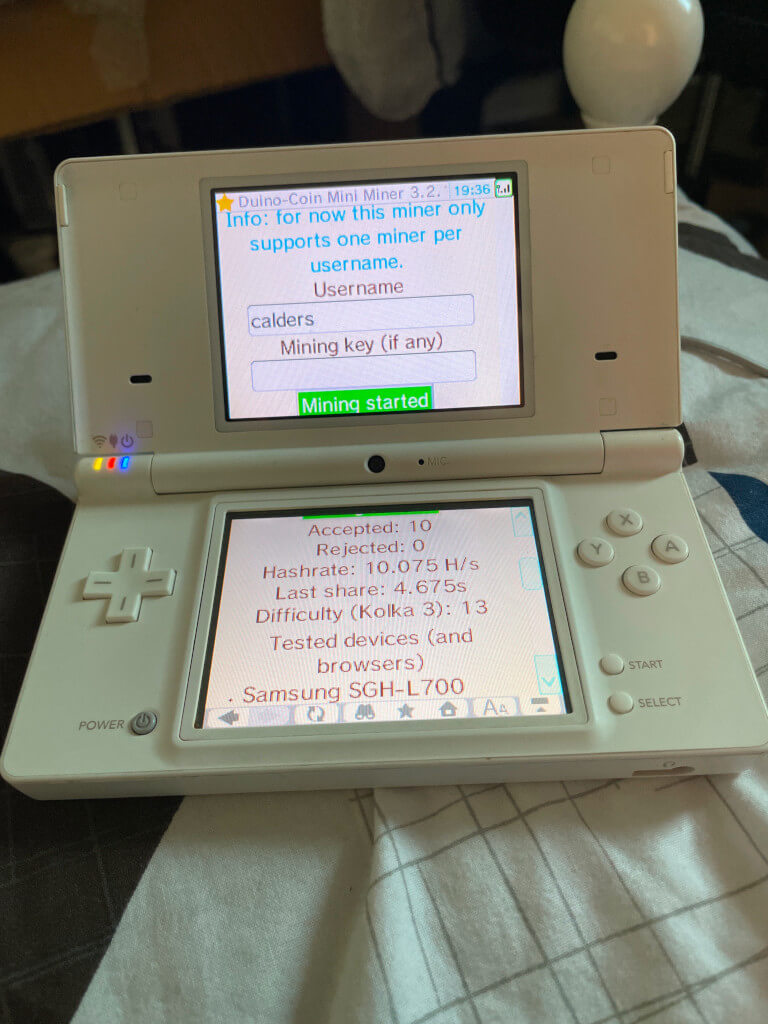 Duino-Coin Mini Miner 3.2. 19:36
Info: for now this miner only
supports one miner per
username.
Username
calders
Mining key (if any)
Mining started
MIC.
Accepted: 10
Rejected: 0
Hashrate: 10.075 H/s
Last share: 4.675s
Difficulty (Kolka 3): 13
Tested devices (and
browsers)
. Samsung SGH-L700
AA
X
Y
A
B
START
SELECT
POWER